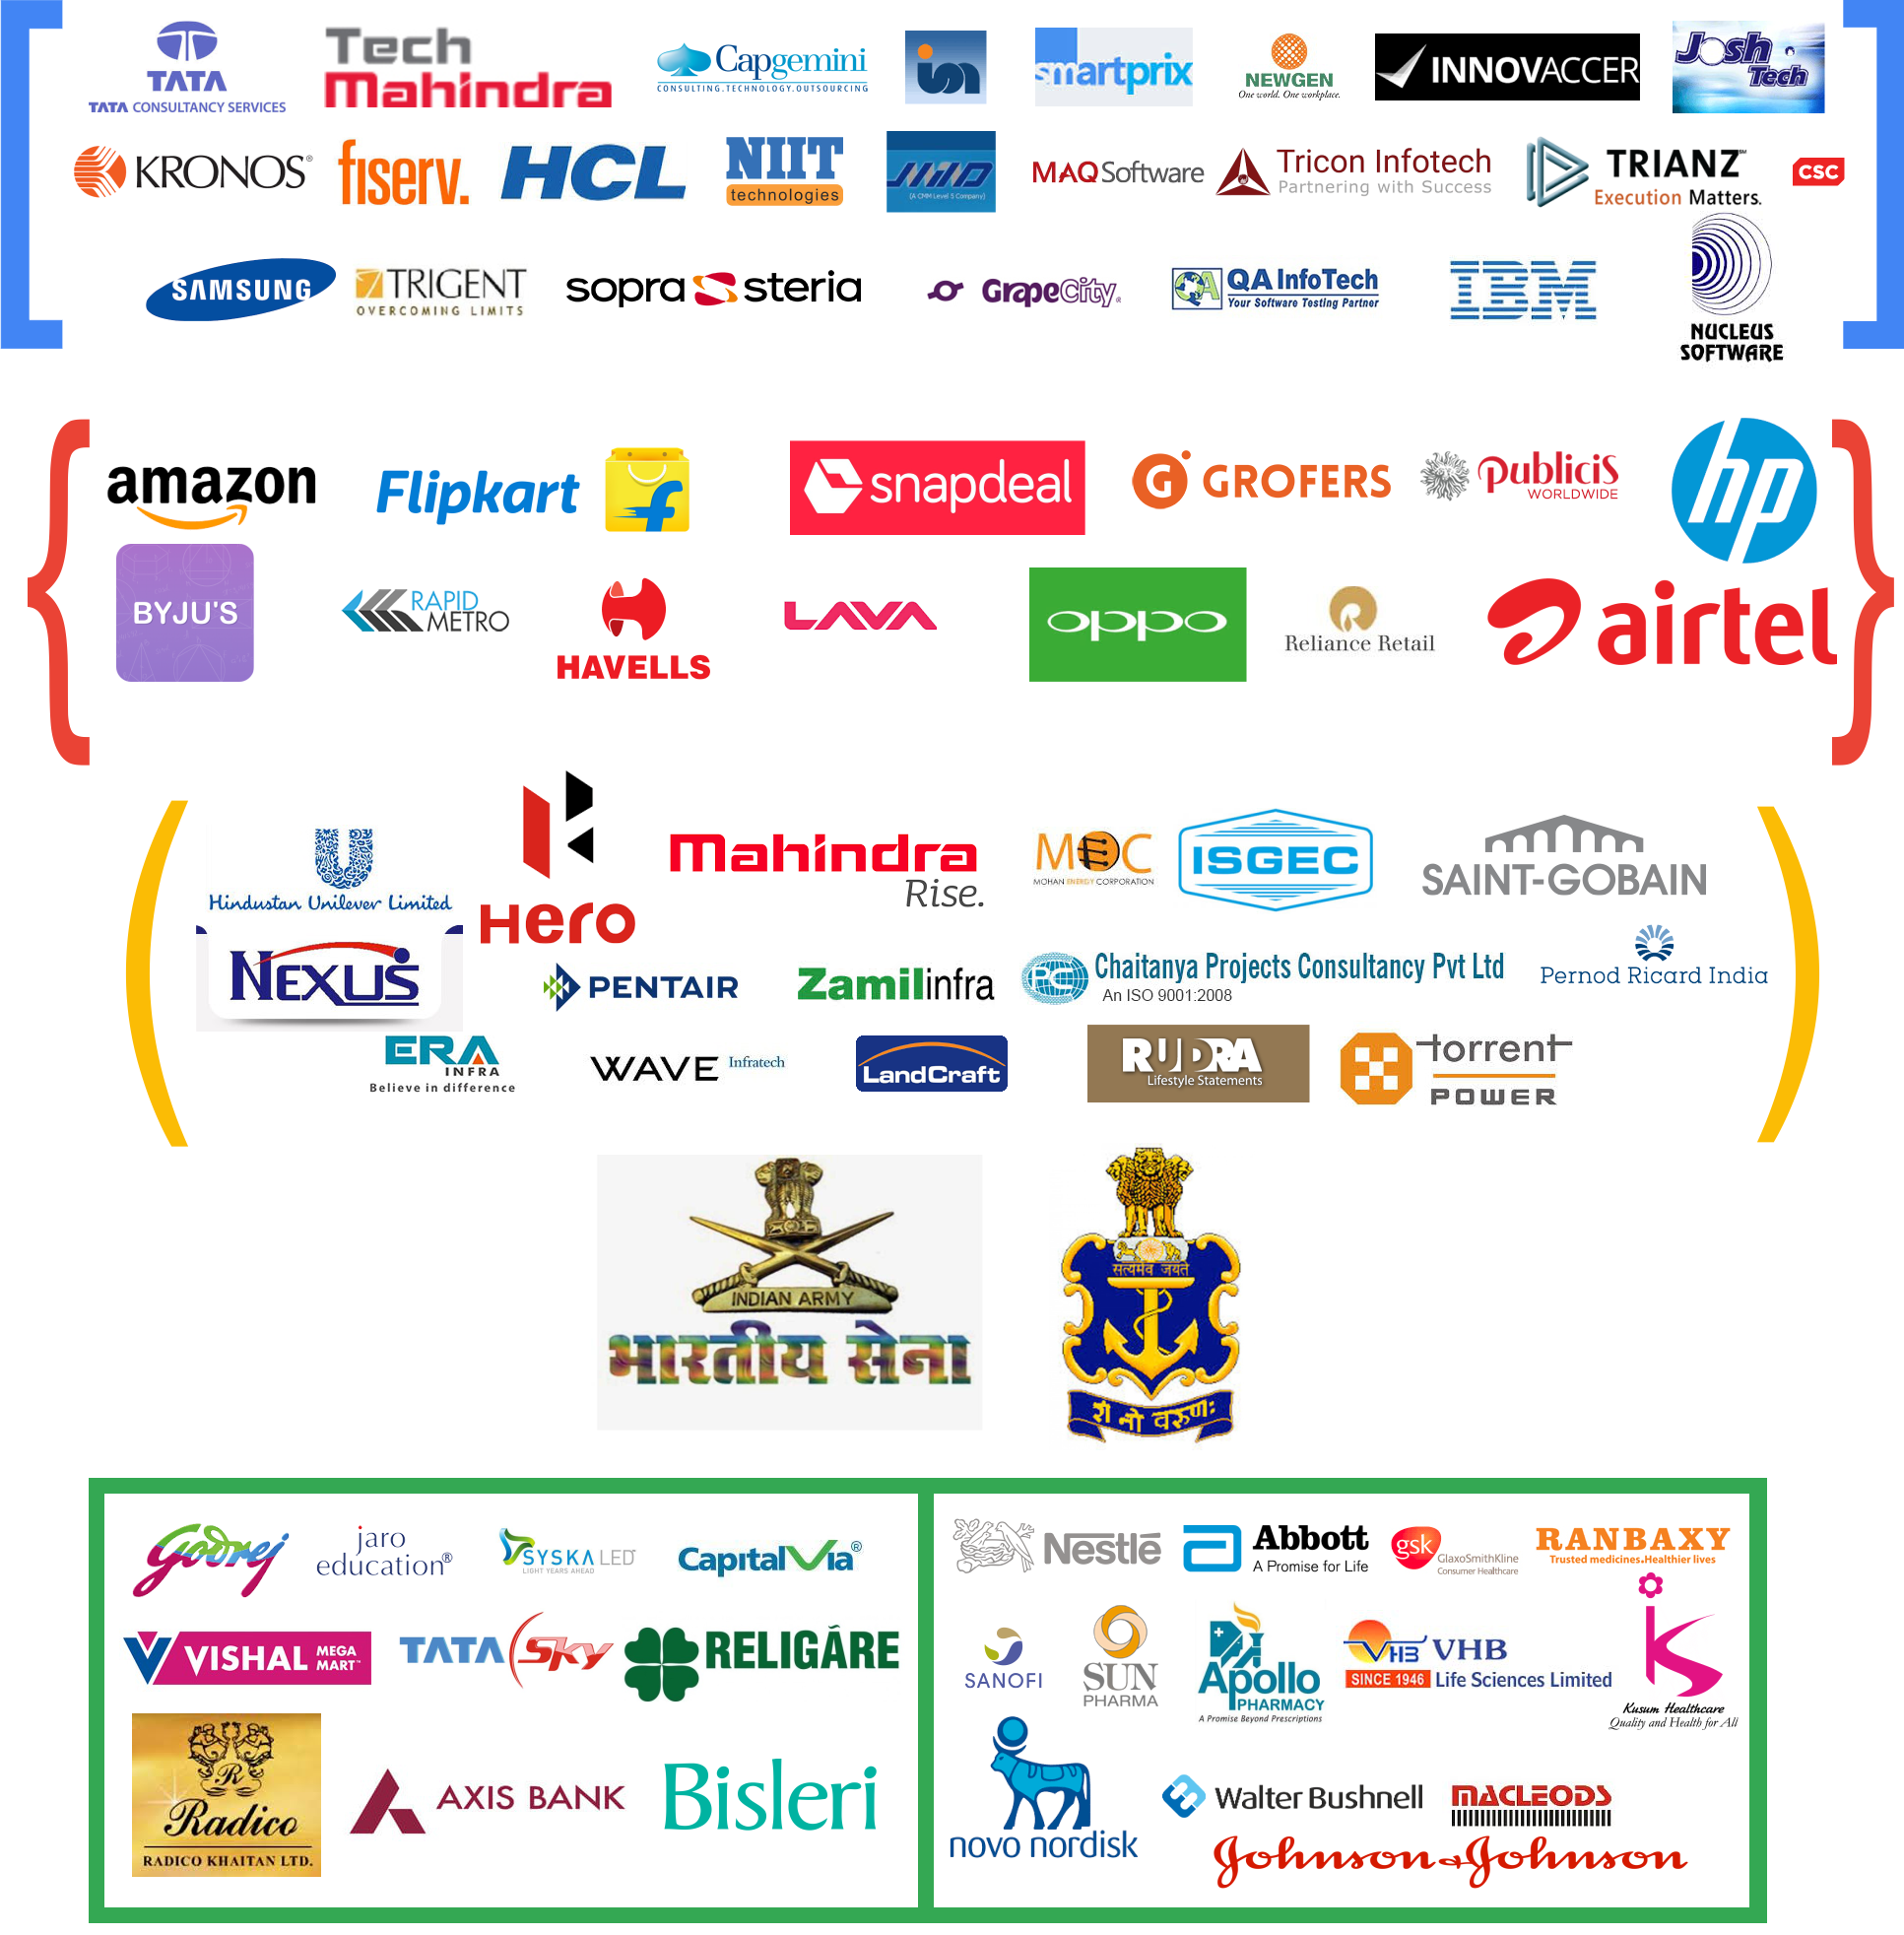 TATA
TATA CONSULTANCY SERVICES
Tech
Mahindra
Capgemini
CONSULTING.TECHNOLOGY.OUTSOURCING
smartprix
NEWGEN
One world. One workplace.
INNOVACCER
Josh
Tech
KRONOS®
fiserv.
HCL
NIIT
technologies
(A CMM Level 5 Company)
MAQ Software
Tricon Infotech
Partnering with Success
TRIANZ™
Execution Matters.
CSC
SAMSUNG
TRIGENT
OVERCOMING LIMITS
sopra steria
GrapeCity®
QA QA InfoTech
Your Software Testing Partner
IBM
NUCLEUS
SOFTWARE
amazon
Flipkart f
snapdeal
G GROFERS
publicis
WORLDWIDE
hp
BYJU'S
RAPID
METRO
HAVELLS
LAVA
oppo
Reliance Retail
airtel
Hindustan Unilever Limited
Hero
Mahindra
Rise.
MEC
MOHAN ENERGY CORPORATION
ISGEC
SAINT-GOBAIN
NEXUS
PENTAIR
Zamilinfra
PC Chaitanya Projects Consultancy Pvt Ltd
An ISO 9001:2008
Pernod Ricard India
ERA
INFRA
Believe in difference
WAVE Infratech
LandCraft
RUDRA
Lifestyle Statements
torrent
POWER
INDIAN ARMY
भारतीय सेना
सत्यमेव जयते
शं नो वरुणः
Godrej
jaro
education®
SYSKA LED
LIGHT YEARS AHEAD
CapitalVia®
VISHAL MEGA
MART™
TATA Sky
RELIGARE
R
Radico
RADICO KHAITAN LTD.
AXIS BANK
Bisleri
Nestlé
Abbott
A Promise for Life
gsk
GlaxoSmithKline
Consumer Healthcare
RANBAXY
Trusted medicines.Healthier lives
SANOFI
SUN
PHARMA
Apollo
PHARMACY
A Promise Beyond Prescriptions
VHB VHB
SINCE 1946 Life Sciences Limited
Kusum Healthcare
Quality and Health for All
novo nordisk
Walter Bushnell
MACLEODS
Johnson & Johnson